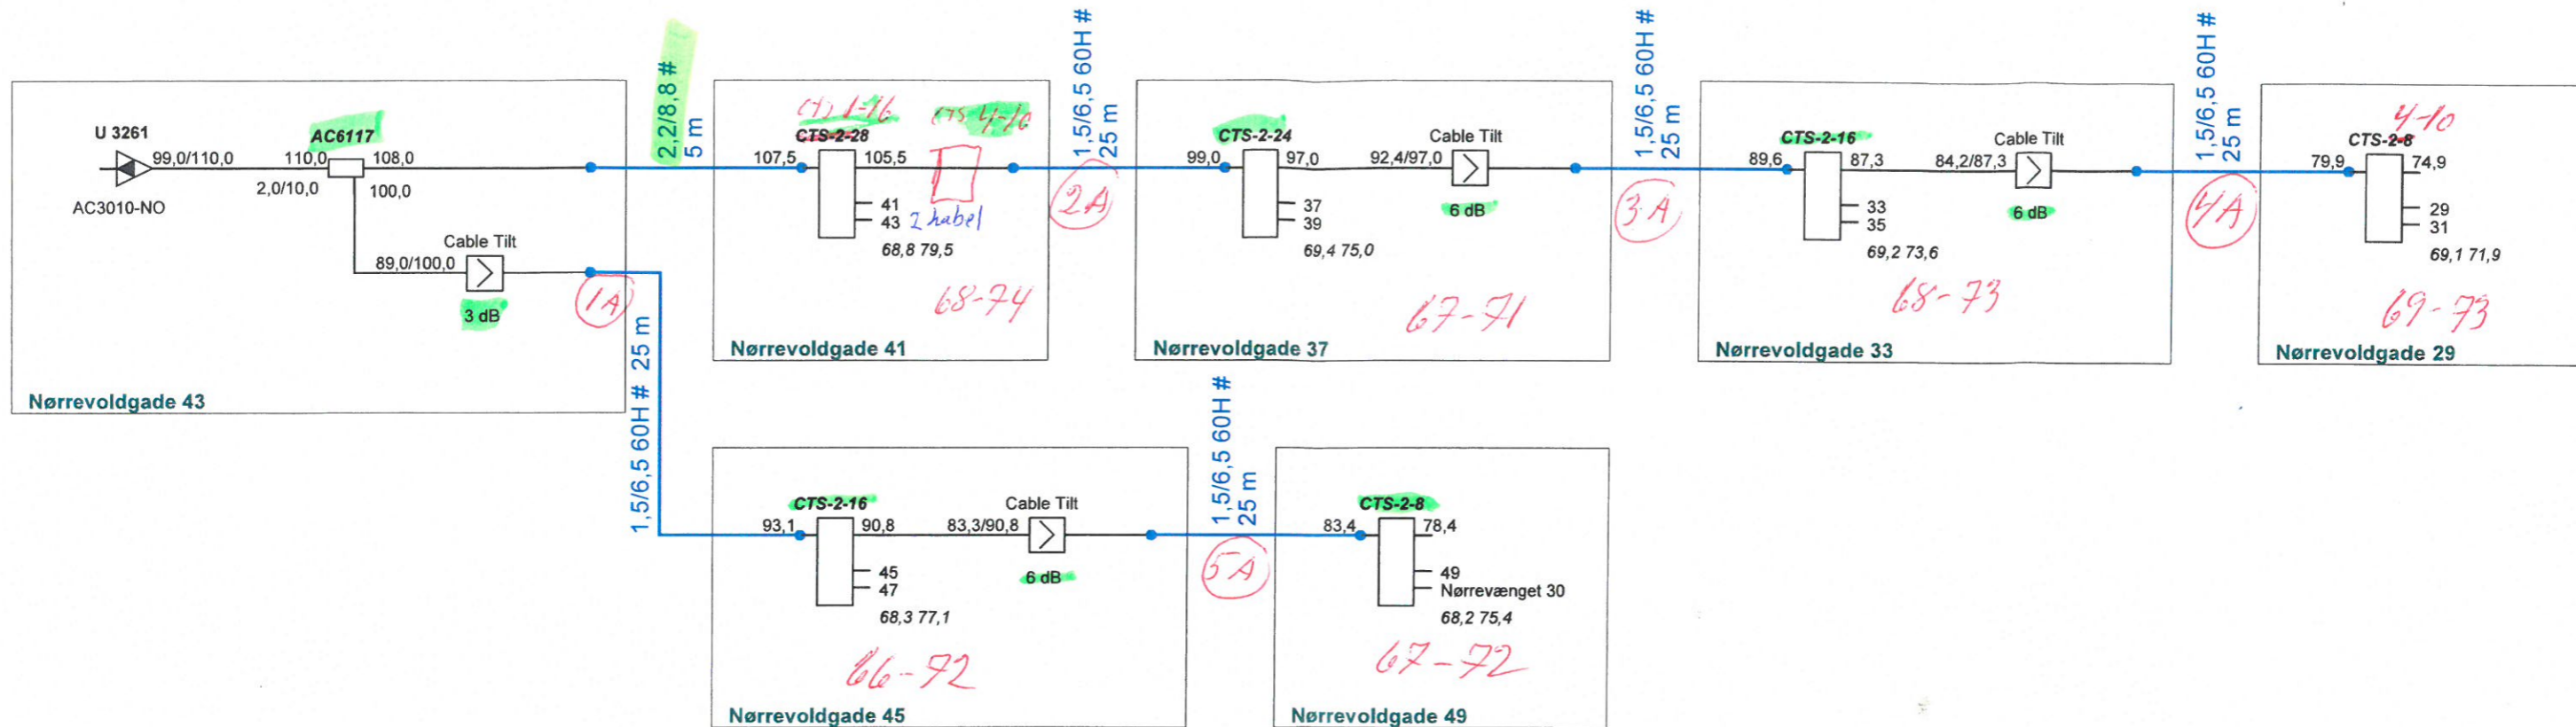 U 3261
99,0/110,0
AC3010-NO
AC6117
110,0
108,0
2,0/10,0
100,0
Cable Tilt
89,0/100,0
3 dB
1A
Nørrevoldgade 43
2,2/8,8 #
5 m
CTS 1-16
CTS 4-10
CTS-2-28
107,5
105,5
41
43
2 kabel
68,8 79,5
68-74
Nørrevoldgade 41
1,5/6,5 60H #
25 m
2A
CTS-2-24
99,0
97,0
Cable Tilt
92,4/97,0
6 dB
37
39
69,4 75,0
67-71
Nørrevoldgade 37
1,5/6,5 60H #
25 m
3A
CTS-2-16
89,6
87,3
Cable Tilt
84,2/87,3
6 dB
33
35
69,2 73,6
68-73
Nørrevoldgade 33
1,5/6,5 60H #
25 m
4A
4-10
CTS-2-8
79,9
74,9
29
31
69,1 71,9
69-73
Nørrevoldgade 29
1,5/6,5 60H # 25 m
CTS-2-16
93,1
90,8
Cable Tilt
83,3/90,8
6 dB
45
47
68,3 77,1
66-72
Nørrevoldgade 45
1,5/6,5 60H #
25 m
5A
CTS-2-8
83,4
78,4
49
Nørrevænget 30
68,2 75,4
67-72
Nørrevoldgade 49